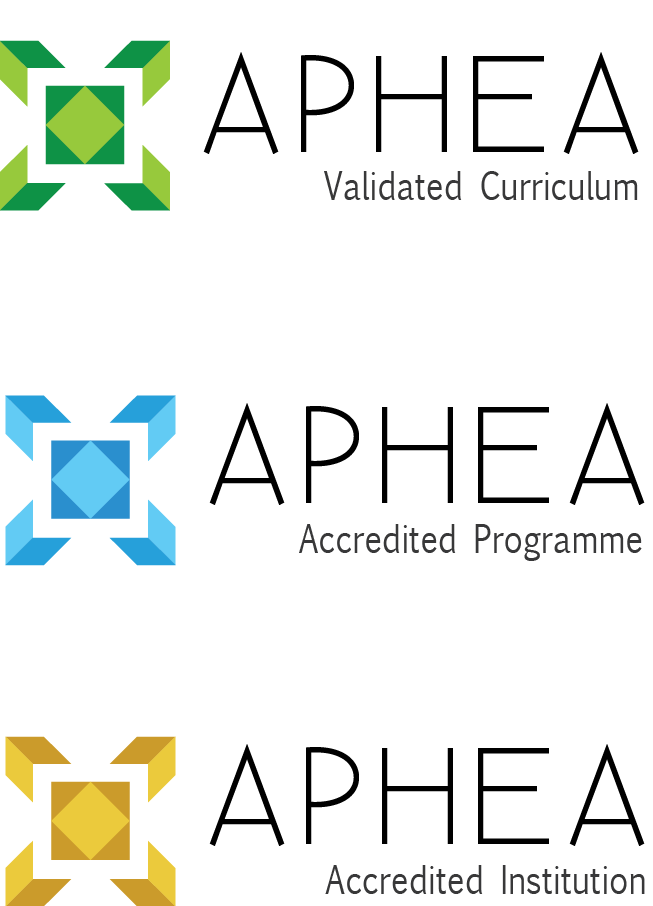 APHEA
Validated Curriculum
APHEA
Accredited Programme
APHEA
Accredited Institution